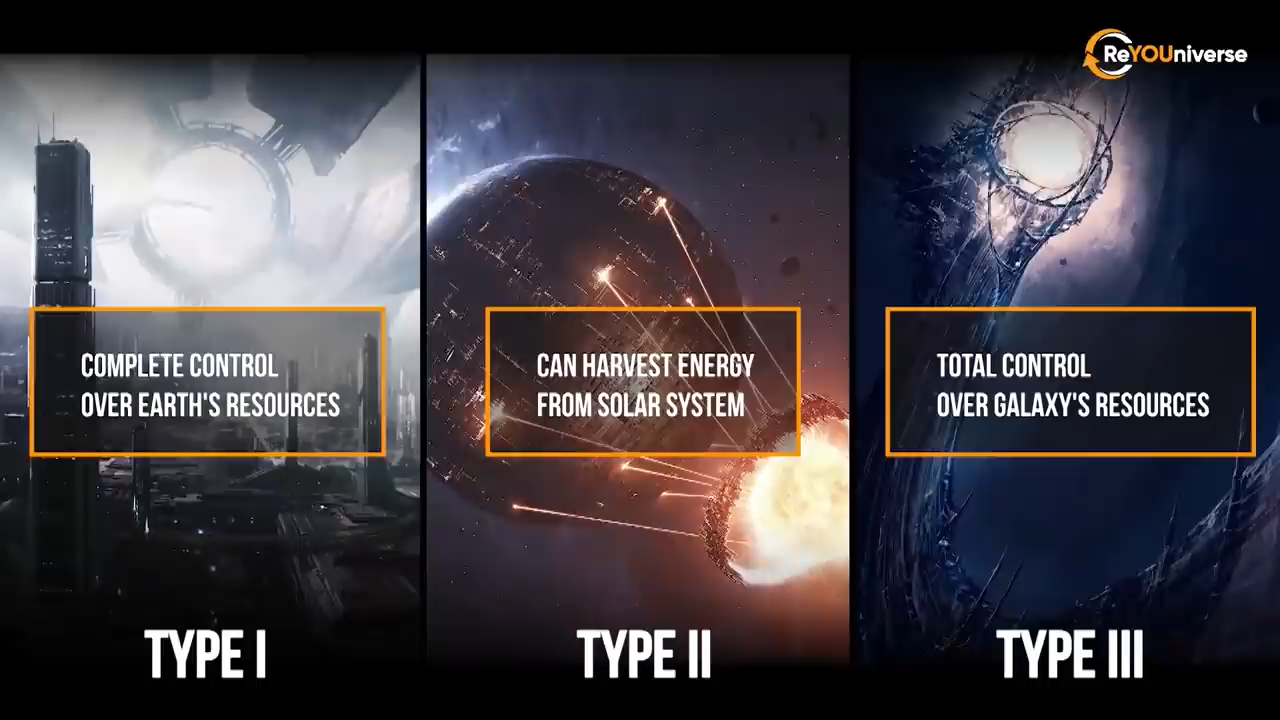 ReYOUniverse
COMPLETE CONTROL
OVER EARTH'S RESOURCES
CAN HARVEST ENERGY
FROM SOLAR SYSTEM
TOTAL CONTROL
OVER GALAXY'S RESOURCES
TYPE I
TYPE II
TYPE III